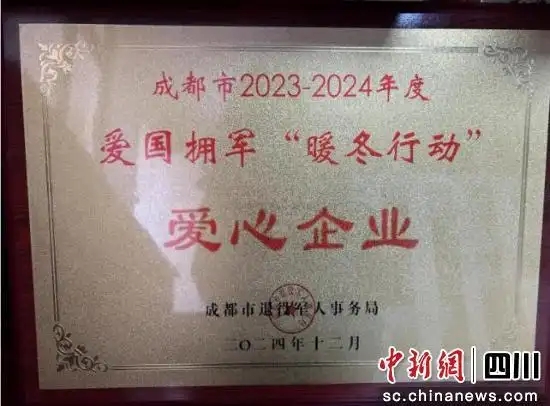 成都市2023-2024年度
爱国拥军“暖冬行动”
爱心企业
成都市退役军人事务局
二〇二四年十二月
中新網 四川
sc.chinanews.com